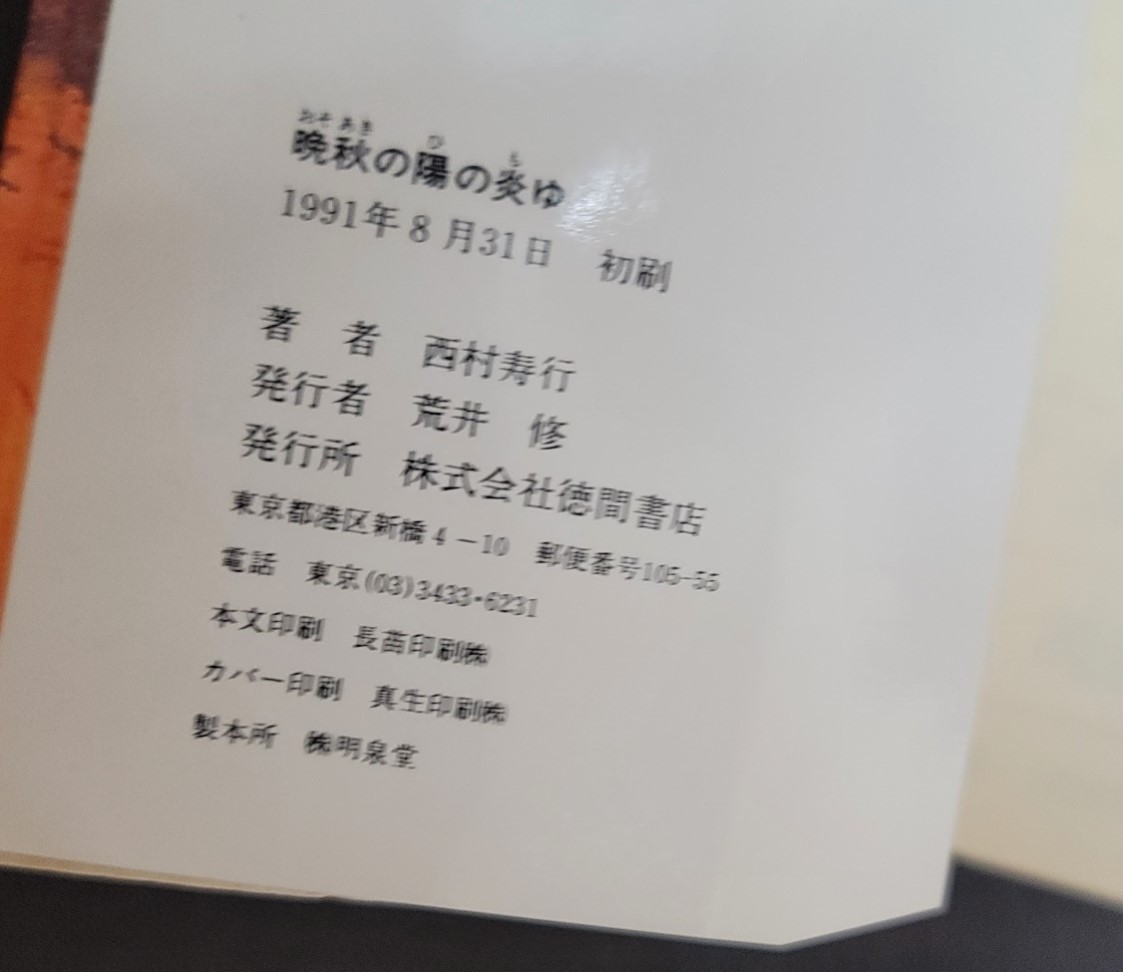 晩秋の陽の炎ゆ
1991年8月31日　初刷
著　者　西村寿行
発行者　荒井　修
発行所　株式会社徳間書店
東京都港区新橋4－10　郵便番号105-55
電話　東京(03)3433・6231
本文印刷　長苗印刷㈱
カバー印刷　真生印刷㈱
製本所　㈱明泉堂